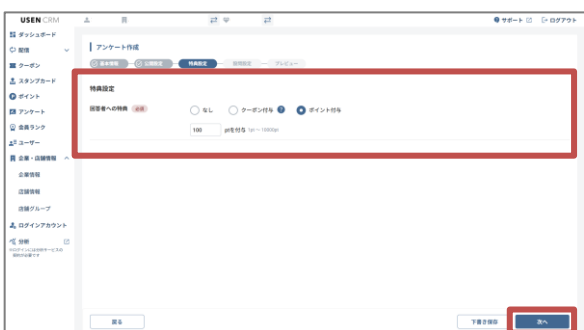 USEN CRM
サポート
ログアウト
ダッシュボード
配信
クーポン
スタンプカード
ポイント
アンケート
会員ランク
ユーザー
企業・店舗情報
企業情報
店舗情報
店舗グループ
ログインアカウント
分析
アンケート作成
基本情報
公開設定
特典設定
質問設定
プレビュー
特典設定
回答者への特典 必須
なし
クーポン付与
ポイント付与
100 ptを付与 1pt 〜 1000pt
戻る
下書き保存
次へ